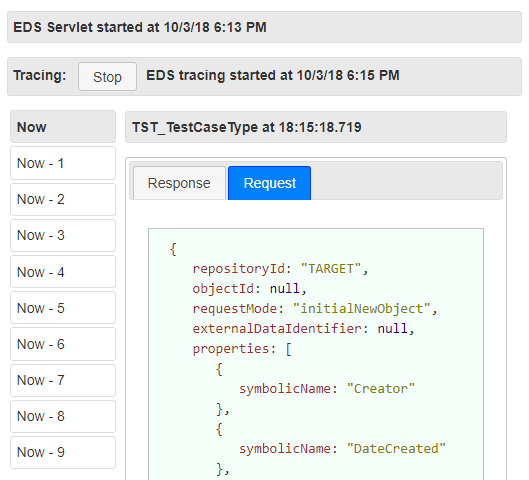 EDS Servlet started at 10/3/18 6:13 PM
Tracing: Stop EDS tracing started at 10/3/18 6:15 PM
Now
Now - 1
Now - 2
Now - 3
Now - 4
Now - 5
Now - 6
Now - 7
Now - 8
Now - 9
TST_TestCaseType at 18:15:18.719
Response Request
{
repositoryId: "TARGET",
objectId: null,
requestMode: "initialNewObject",
externalDataIdentifier: null,
properties: [
{
symbolicName: "Creator"
},
{
symbolicName: "DateCreated"
},